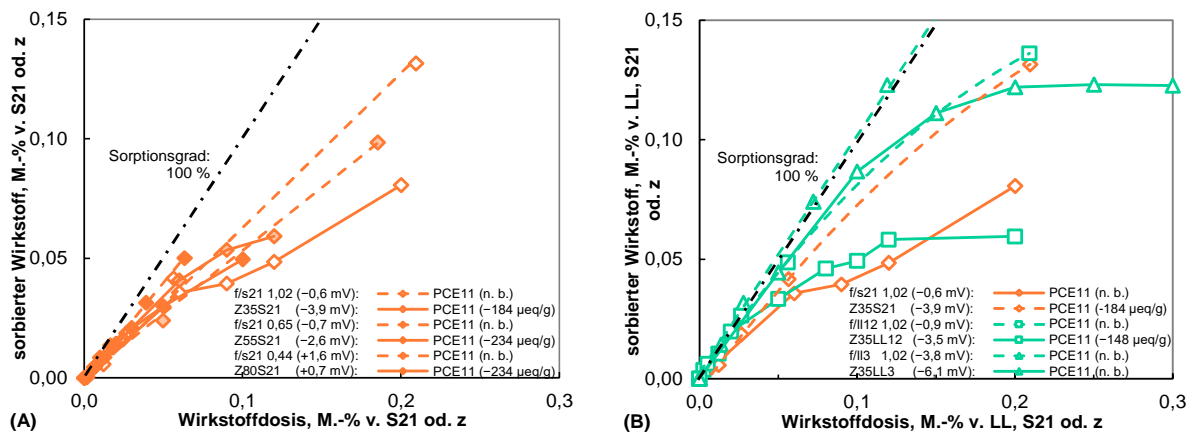 0,15
0,10
0,05
0,00
sorbierter Wirkstoff, M.-% v. S21 od. z
Sorptionsgrad:
100 %
f/s21 1,02 (−0,6 mV): PCE11 (n. b.)
Z35S21 (−3,9 mV): PCE11 (−184 µeq/g)
f/s21 0,65 (−0,7 mV): PCE11 (n. b.)
Z55S21 (−2,6 mV): PCE11 (−234 µeq/g)
f/s21 0,44 (+1,6 mV): PCE11 (n. b.)
Z80S21 (+0,7 mV): PCE11 (−234 µeq/g)
0,0 0,1 0,2 0,3
(A)
Wirkstoffdosis, M.-% v. S21 od. z
0,15
0,10
0,05
0,00
sorbierter Wirkstoff, M.-% v. LL, S21
od. z
Sorptionsgrad:
100 %
f/s21 1,02 (−0,6 mV): PCE11 (n. b.)
Z35S21 (−3,9 mV): PCE11 (−184 µeq/g)
f/ll12 1,02 (−0,9 mV): PCE11 (n. b.)
Z35LL12 (−3,5 mV): PCE11 (−148 µeq/g)
f/ll3 1,02 (−3,8 mV): PCE11 (n. b.)
Z35LL3 (−6,1 mV): PCE11 (−234 µeq/g)
0,0 0,1 0,2 0,3
(B)
Wirkstoffdosis, M.-% v. LL, S21 od. z